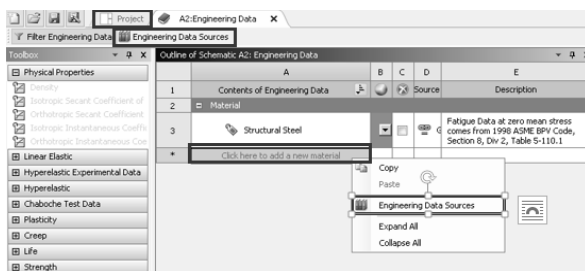 Project
A2:Engineering Data X
Filter Engineering Data Engineering Data Sources
Toolbox
Outline of Schematic A2: Engineering Data
Physical Properties
Density
Isotropic Secant Coefficient of
Orthotropic Secant Coefficient
Isotropic Instantaneous Coeffi
Orthotropic Instantaneous Coe
Linear Elastic
Hyperelastic Experimental Data
Hyperelastic
Chaboche Test Data
Plasticity
Creep
Life
Strength
A B C D E
1 Contents of Engineering Data Source Description
2 Material
3 Structural Steel
Fatigue Data at zero mean stress
comes from 1998 ASME BPV Code,
Section 8, Div 2, Table 5-110.1
* Click here to add a new material
Copy
Paste
Engineering Data Sources
Expand All
Collapse All